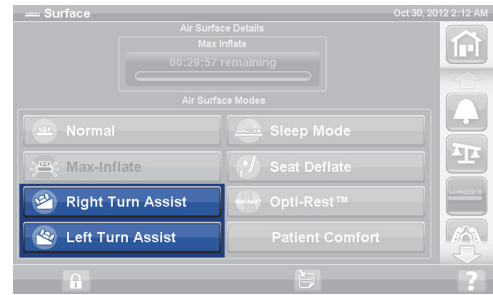 Surface
Oct 30, 2012 2:12 AM
Air Surface Details
Max Inflate
00:29:57 remaining
Air Surface Modes
Normal
Sleep Mode
Max-Inflate
Seat Deflate
Right Turn Assist
Opti-Rest™
Left Turn Assist
Patient Comfort
?